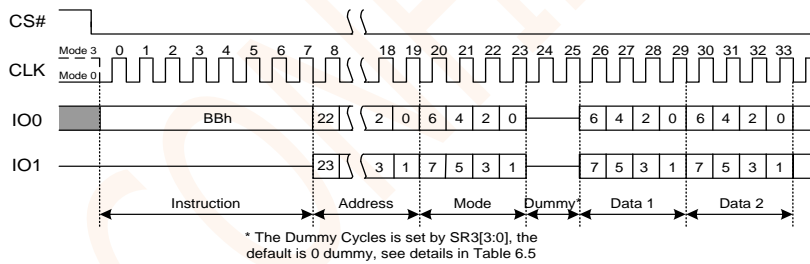 CS#
Mode 3 0 1 2 3 4 5 6 7 8 18 19 20 21 22 23 24 25 26 27 28 29 30 31 32 33
CLK
Mode 0
IO0 BBh 22 2 0 6 4 2 0 6 4 2 0 6 4 2 0
IO1 23 3 1 7 5 3 1 7 5 3 1 7 5 3 1
Instruction Address Mode Dummy* Data 1 Data 2
* The Dummy Cycles is set by SR3[3:0], the
default is 0 dummy, see details in Table 6.5